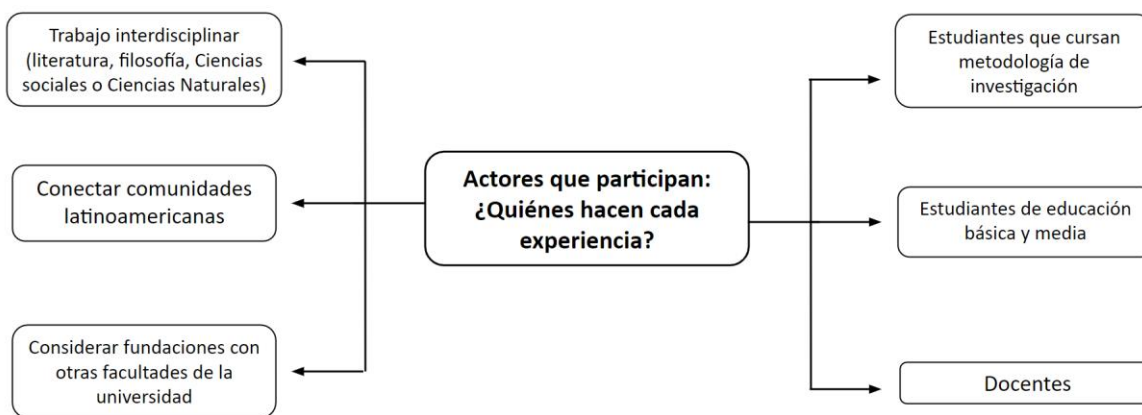 Trabajo interdisciplinar
(literatura, filosofía, Ciencias
sociales o Ciencias Naturales)
Conectar comunidades
latinoamericanas
Considerar fundaciones con
otras facultades de la
universidad
Actores que participan:
¿Quiénes hacen cada
experiencia?
Estudiantes que cursan
metodología de
investigación
Estudiantes de educación
básica y media
Docentes